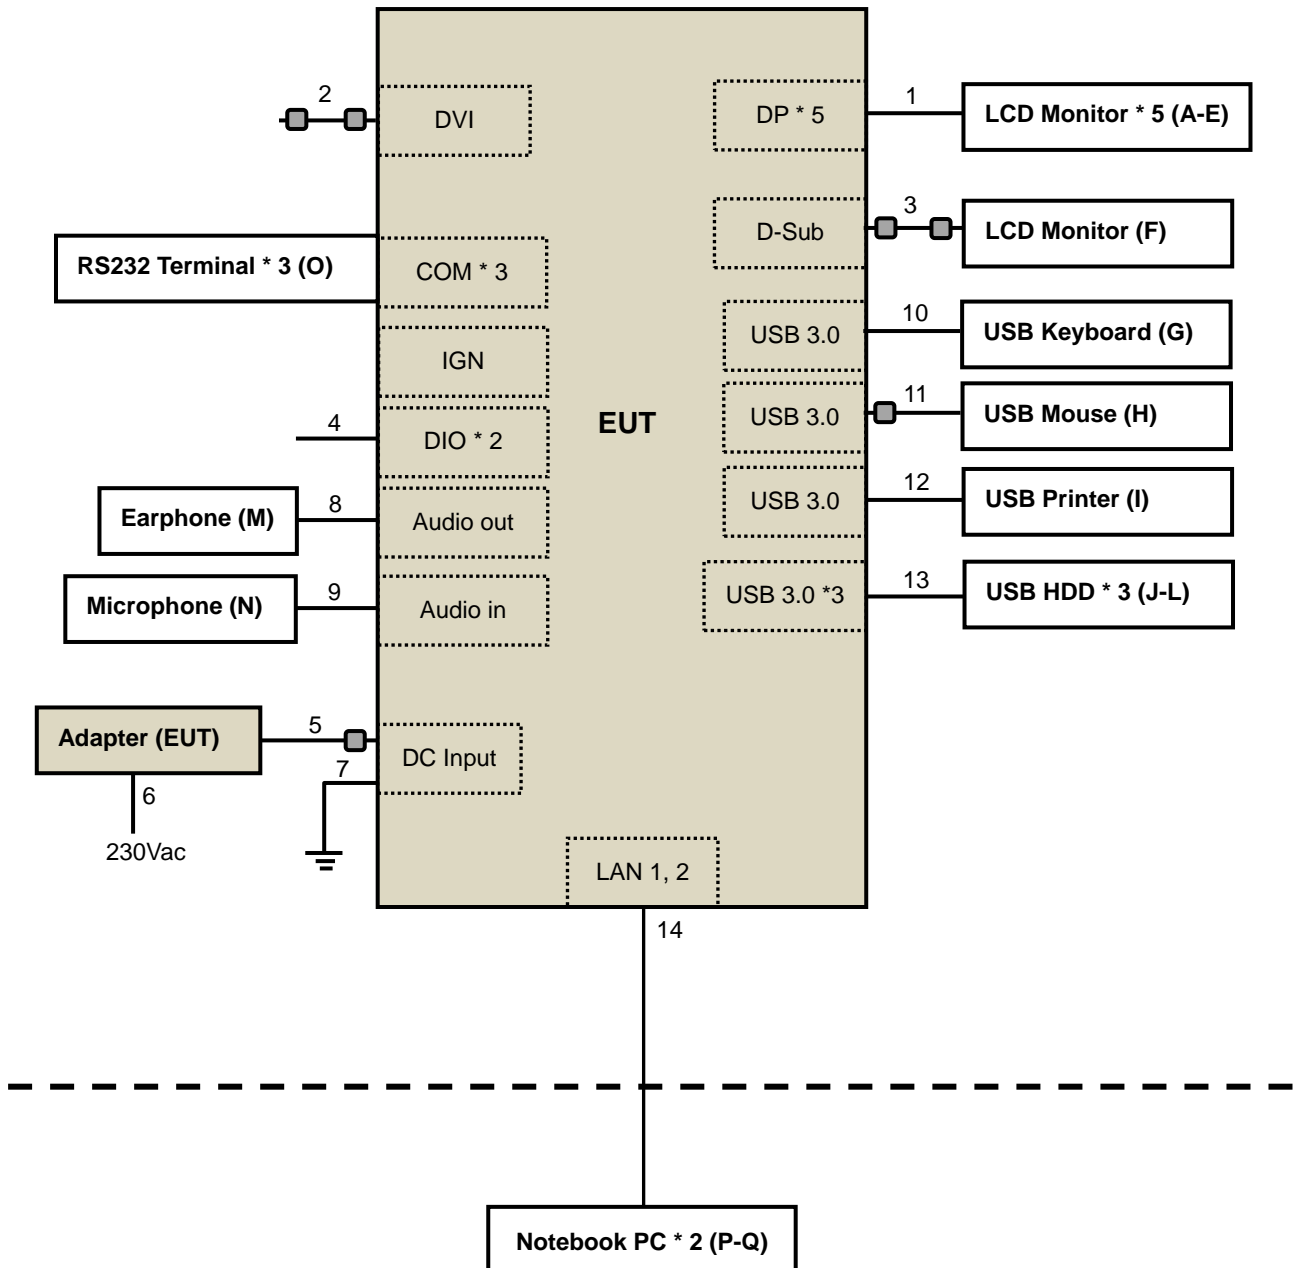 2
DVI
DP * 5
1
LCD Monitor * 5 (A-E)
D-Sub
3
LCD Monitor (F)
RS232 Terminal * 3 (O)
COM * 3
USB 3.0
10
USB Keyboard (G)
IGN
EUT
USB 3.0
11
USB Mouse (H)
4
DIO * 2
USB 3.0
12
USB Printer (I)
Earphone (M)
8
Audio out
USB 3.0 *3
13
USB HDD * 3 (J-L)
Microphone (N)
9
Audio in
Adapter (EUT)
5
DC Input
7
6
230Vac
LAN 1, 2
14
Notebook PC * 2 (P-Q)